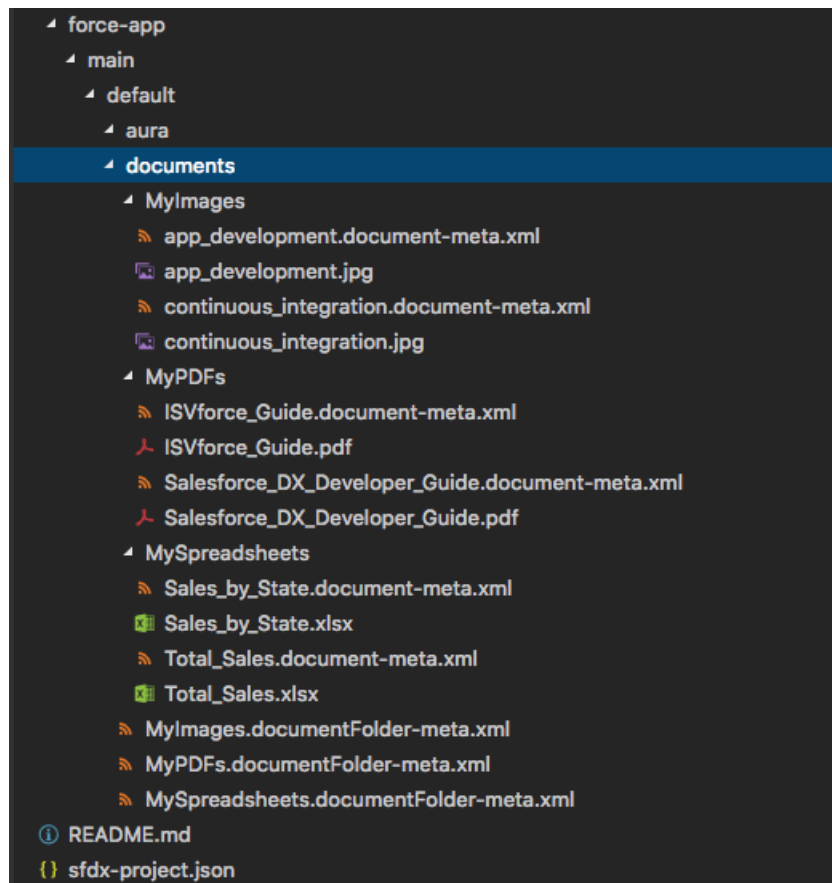 force-app
main
default
aura
documents
MyImages
app_development.document-meta.xml
app_development.jpg
continuous_integration.document-meta.xml
continuous_integration.jpg
MyPDFs
ISVforce_Guide.document-meta.xml
ISVforce_Guide.pdf
Salesforce_DX_Developer_Guide.document-meta.xml
Salesforce_DX_Developer_Guide.pdf
MySpreadsheets
Sales_by_State.document-meta.xml
Sales_by_State.xlsx
Total_Sales.document-meta.xml
Total_Sales.xlsx
MyImages.documentFolder-meta.xml
MyPDFs.documentFolder-meta.xml
MySpreadsheets.documentFolder-meta.xml
README.md
{} sfdx-project.json